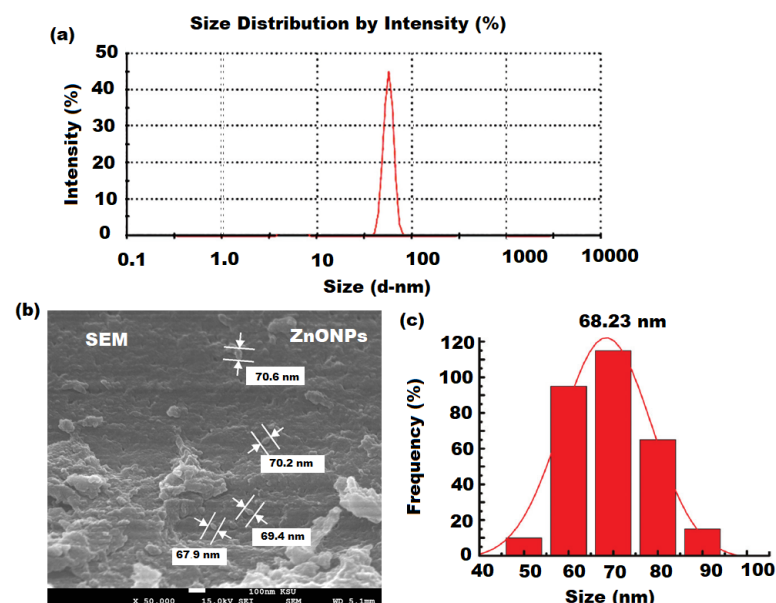 Size Distribution by Intensity (%)
(a)
50
40
30
20
10
0
Intensity (%)
0.1 1.0 10 100 1000 10000
Size (d-nm)
(b)
SEM ZnONPs
70.6 nm
70.2 nm
69.4 nm
67.9 nm
100nm KSU
X 50.000 15.0kV SEI SEM WD 5.1mm
(c)
68.23 nm
120
100
80
60
40
20
0
Frequency (%)
40 50 60 70 80 90 100
Size (nm)